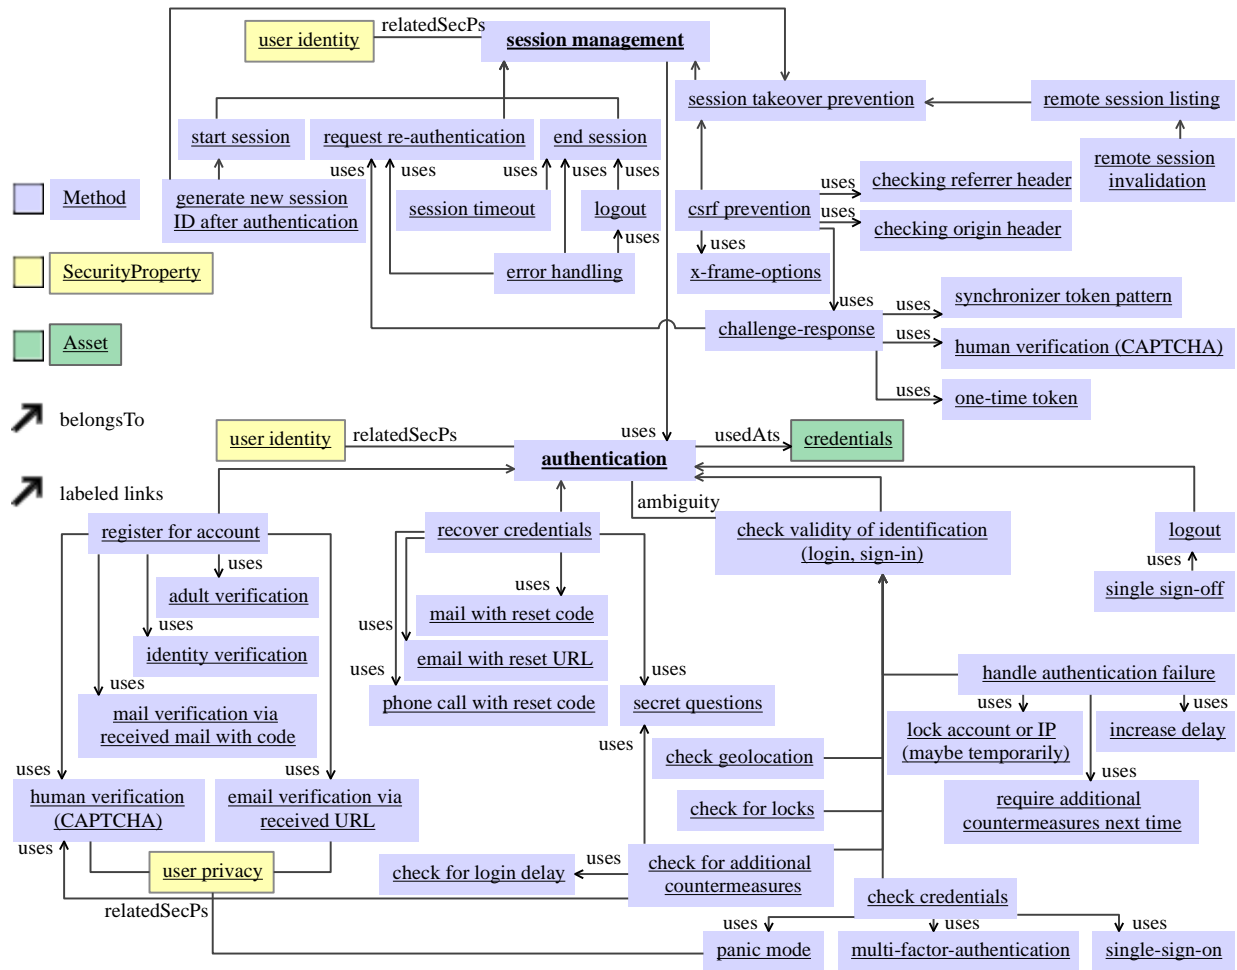 relatedSecPs
user identity
session management
session takeover prevention
remote session listing
start session
request re-authentication
end session
uses
uses
uses
uses
uses
remote session
invalidation
Method
generate new session
ID after authentication
session timeout
logout
csrf prevention
uses
checking referrer header
uses
checking origin header
uses
uses
SecurityProperty
error handling
x-frame-options
uses
synchronizer token pattern
uses
challenge-response
uses
human verification (CAPTCHA)
Asset
uses
one-time token
belongsTo
user identity
relatedSecPs
uses
usedAts
credentials
authentication
labeled links
ambiguity
register for account
recover credentials
check validity of identification
(login, sign-in)
logout
uses
uses
uses
adult verification
single sign-off
mail with reset code
uses
uses
identity verification
email with reset URL
handle authentication failure
uses
uses
uses
phone call with reset code
secret questions
uses
uses
mail verification via
received mail with code
lock account or IP
(maybe temporarily)
increase delay
uses
check geolocation
uses
uses
uses
human verification
(CAPTCHA)
email verification via
received URL
check for locks
require additional
countermeasures next time
uses
user privacy
uses
check for login delay
check for additional
countermeasures
relatedSecPs
check credentials
uses
uses
uses
panic mode
multi-factor-authentication
single-sign-on